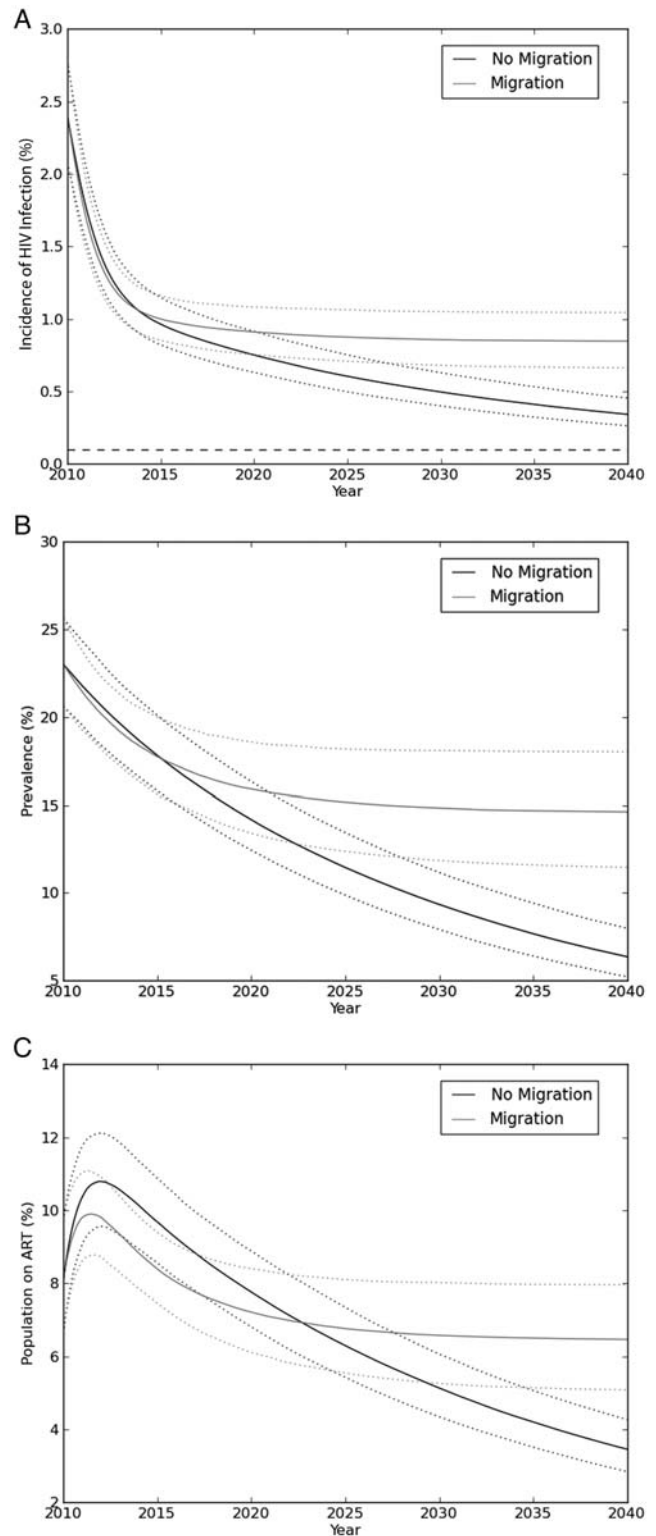 A
3.0
No Migration
Migration
2.5
2.0
1.5
1.0
0.5
0.0
Incidence of HIV Infection (%)
2010 2015 2020 2025 2030 2035 2040
Year
B
30
No Migration
Migration
25
20
15
10
5
Prevalence (%)
2010 2015 2020 2025 2030 2035 2040
Year
C
14
No Migration
Migration
12
10
8
6
4
2
Population on ART (%)
2010 2015 2020 2025 2030 2035 2040
Year